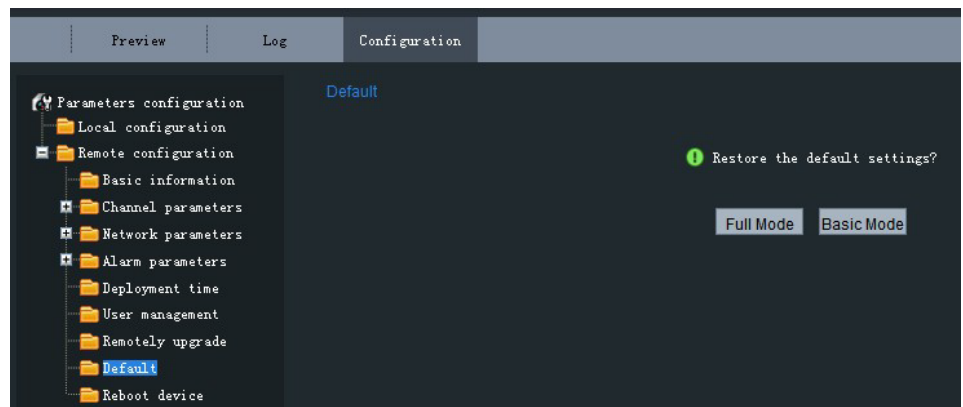 Preview Log Configuration
Parameters configuration
Local configuration
Remote configuration
Basic information
Channel parameters
Network parameters
Alarm parameters
Deployment time
User management
Remotely upgrade
Default
Reboot device
Default
Restore the default settings?
Full Mode Basic Mode